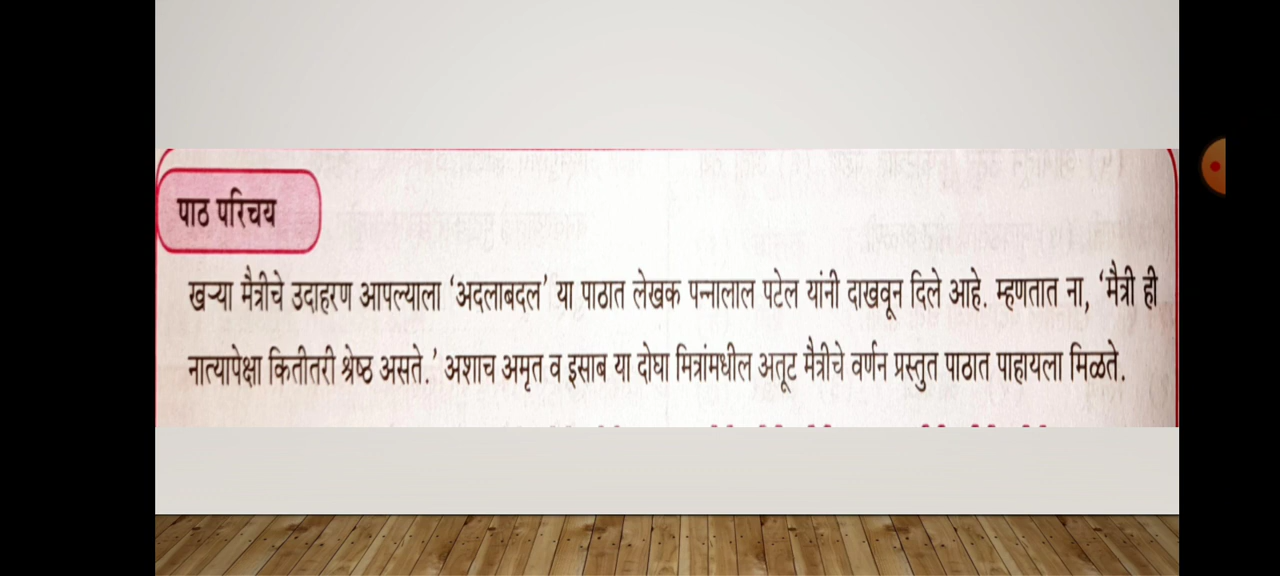 पाठ परिचय
खऱ्या मैत्रीचे उदाहरण आपल्याला ‘अदलाबदल’ या पाठात लेखक पन्नालाल पटेल यांनी दाखवून दिले आहे. म्हणतात ना, ‘मैत्री ही
नात्यापेक्षा कितीतरी श्रेष्ठ असते.’ अशाच अमृत व इसाब या दोघा मित्रांमधील अतूट मैत्रीचे वर्णन प्रस्तुत पाठात पाहायला मिळते.